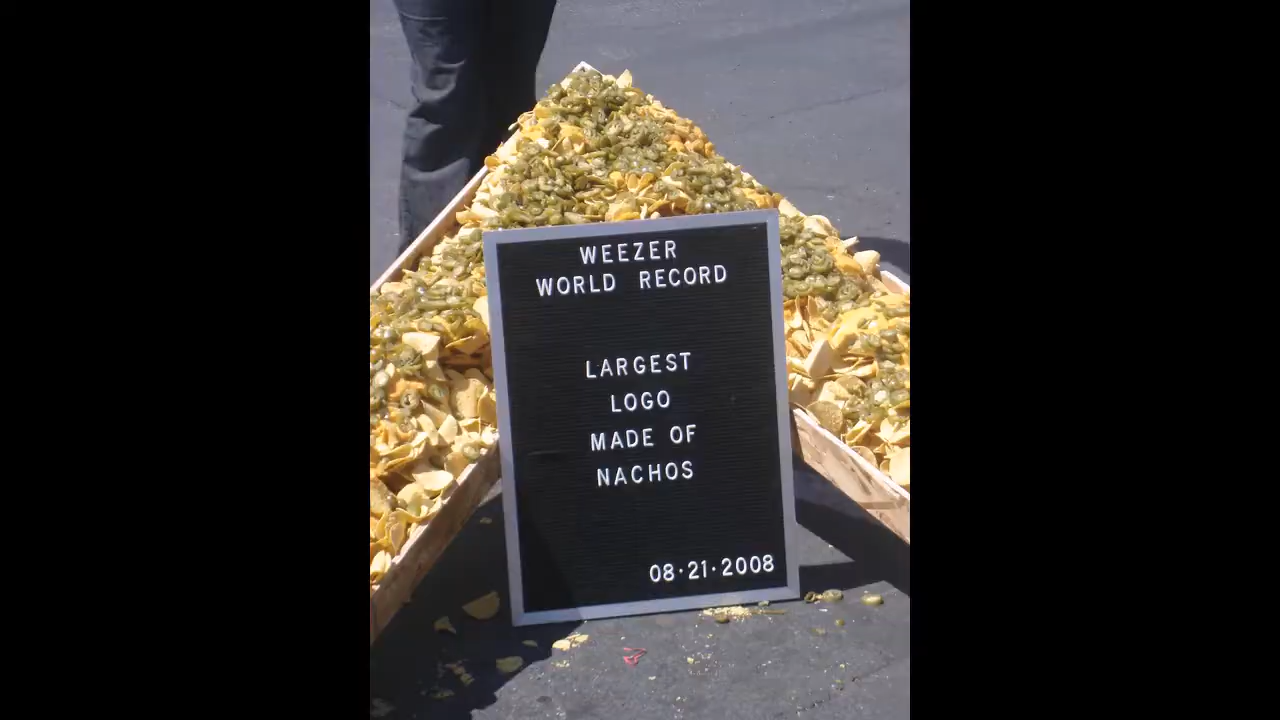 WEEZER
WORLD RECORD
LARGEST
LOGO
MADE OF
NACHOS
08·21·2008